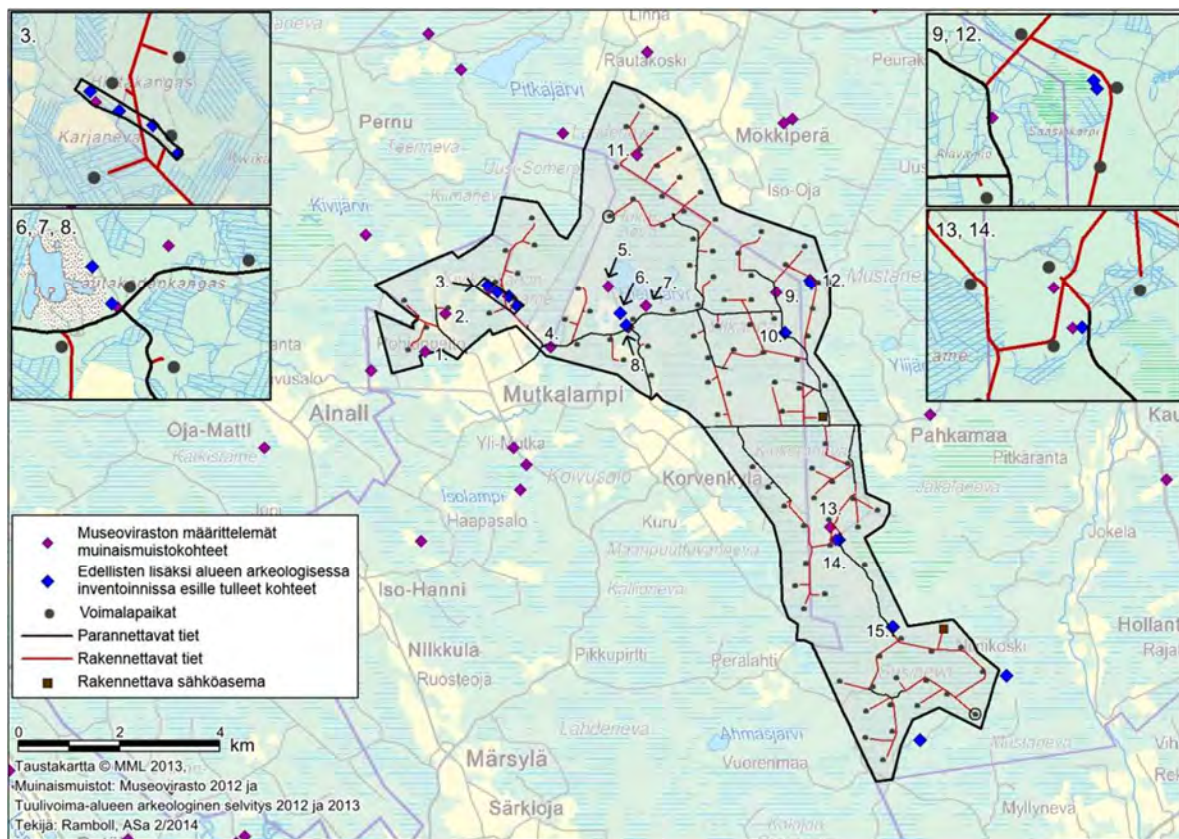 3.
Karjaneva
6, 7, 8.
9, 12.
13, 14.
Linna
Rautakoski
Pitkäjärvi
Pernu
Mökkiperä
Iso-Oja
Kivijärvi
11.
5.
6.
7.
3.
12.
9.
2.
4.
10.
1.
8.
Mutkalampi
Ainali
Oja-Matti
Yli-Mutka
Pahkamaa
Pitkäranta
Korvenkylä
Koivusalo
Isolampi
Haapasalo
Kuru
Jokela
13.
14.
Iso-Hanni
15.
Nilkkula
Pikkupirtti
Peralahti
Ruosteoja
Lahdeneva
Ahmasjärvi
Vuorenmaa
Mustaneva
Märsylä
Särkioja
Myllyneva
Museoviraston määrittelemät
muinaismuistokohteet
Edellisten lisäksi alueen arkeologisessa
inventoinnissa esille tulleet kohteet
Voimalapaikat
Parannettavat tiet
Rakennettavat tiet
Rakennettava sähköasema
0 2 4
km
Taustakartta © MML 2013,
Muinaismuistot: Museovirasto 2012 ja
Tuulivoima-alueen arkeologinen selvitys 2012 ja 2013
Tekijä: Ramboll, ASa 2/2014